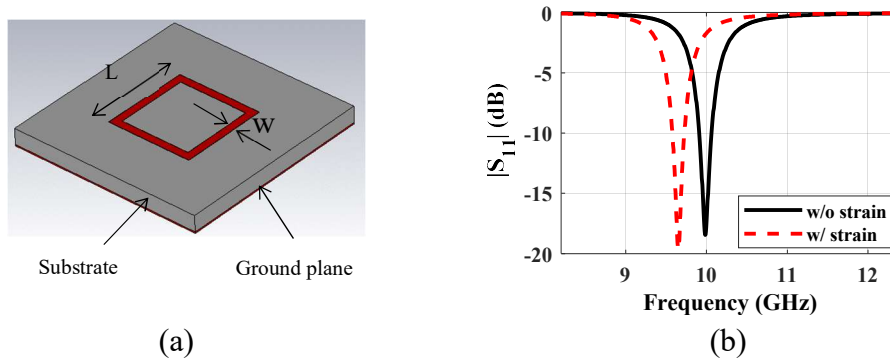 L
W
Substrate
Ground plane
(a)
0
-5
-10
-15
-20
|S11| (dB)
w/o strain
w/ strain
9 10 11 12
Frequency (GHz)
(b)